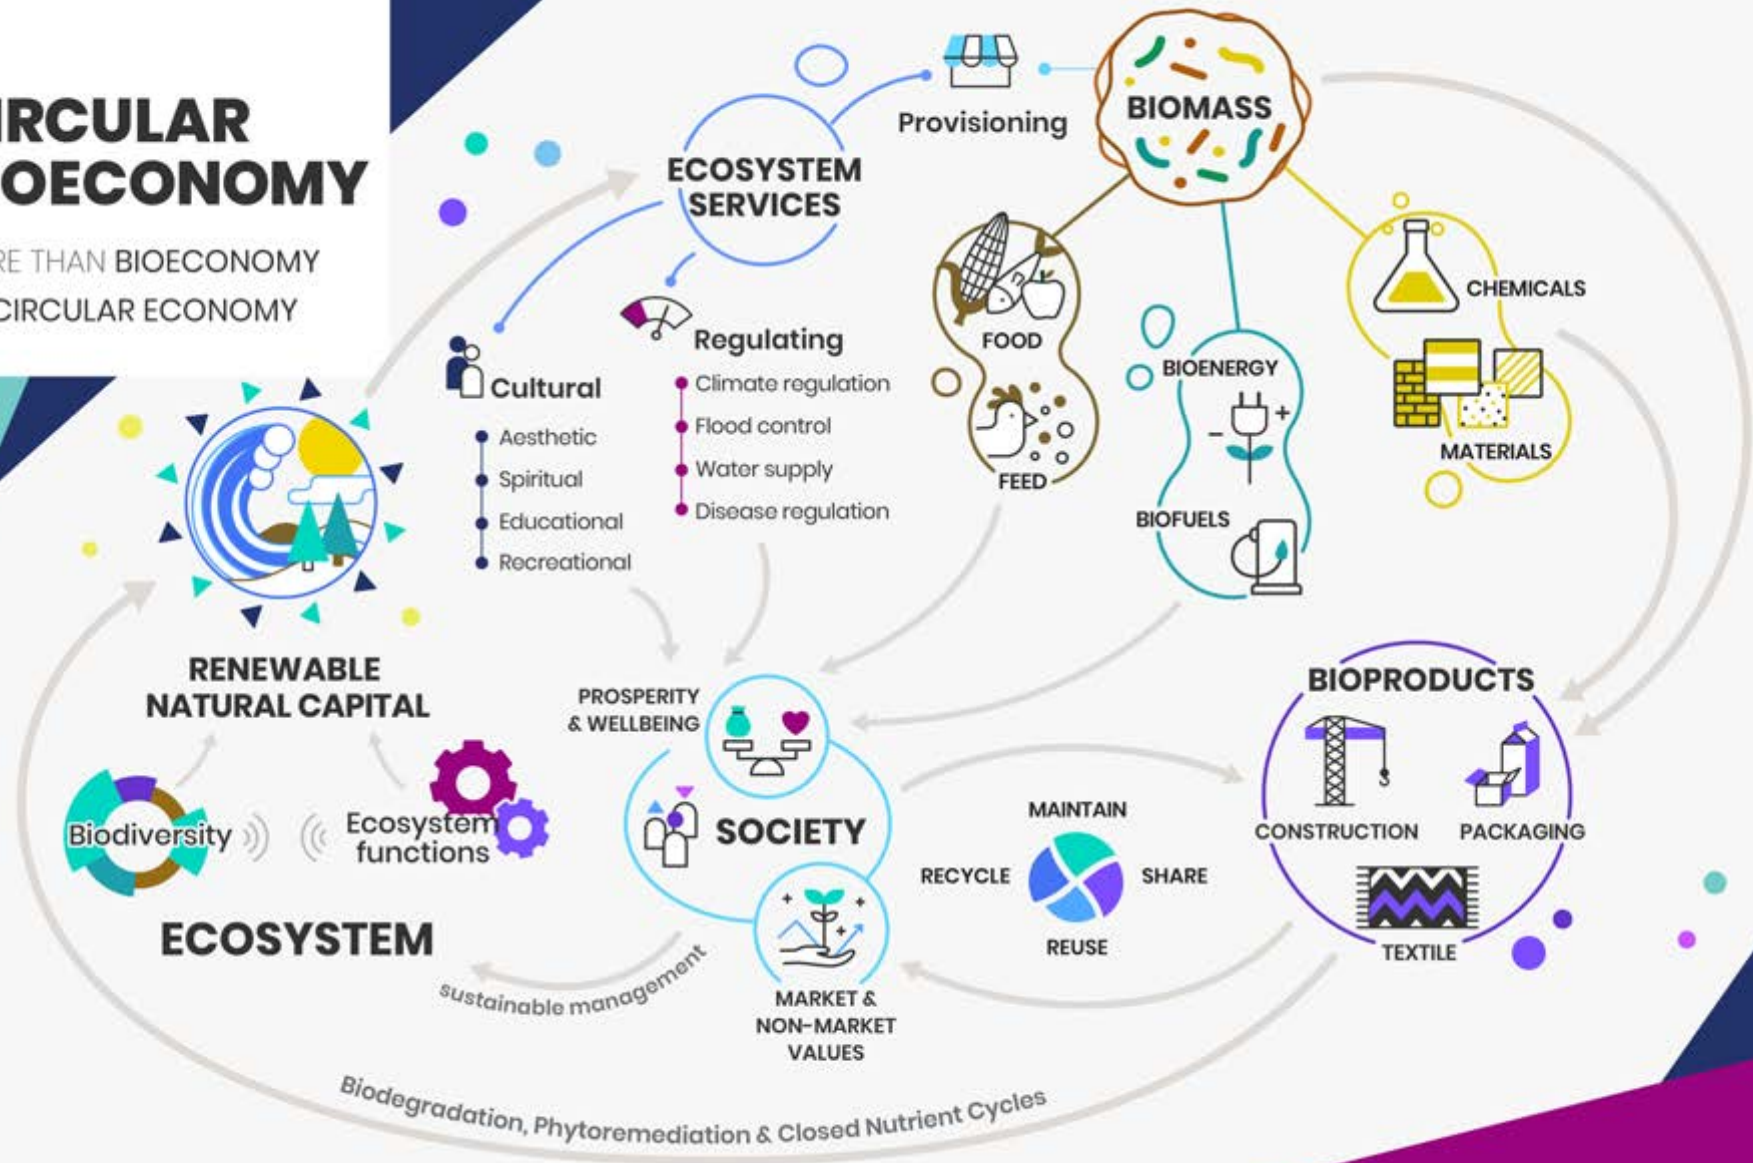 IRCULAR
OECONOMY
RE THAN BIOECONOMY
CIRCULAR ECONOMY
Provisioning
BIOMASS
ECOSYSTEM
SERVICES
Regulating
Climate regulation
Flood control
Water supply
Disease regulation
Cultural
Aesthetic
Spiritual
Educational
Recreational
FOOD
FEED
BIOENERGY
BIOFUELS
CHEMICALS
MATERIALS
RENEWABLE
NATURAL CAPITAL
Biodiversity
Ecosystem
functions
ECOSYSTEM
PROSPERITY
& WELLBEING
SOCIETY
MARKET &
NON-MARKET
VALUES
sustainable management
MAINTAIN
RECYCLE
SHARE
REUSE
BIOPRODUCTS
CONSTRUCTION
PACKAGING
TEXTILE
Biodegradation, Phytoremediation & Closed Nutrient Cycles